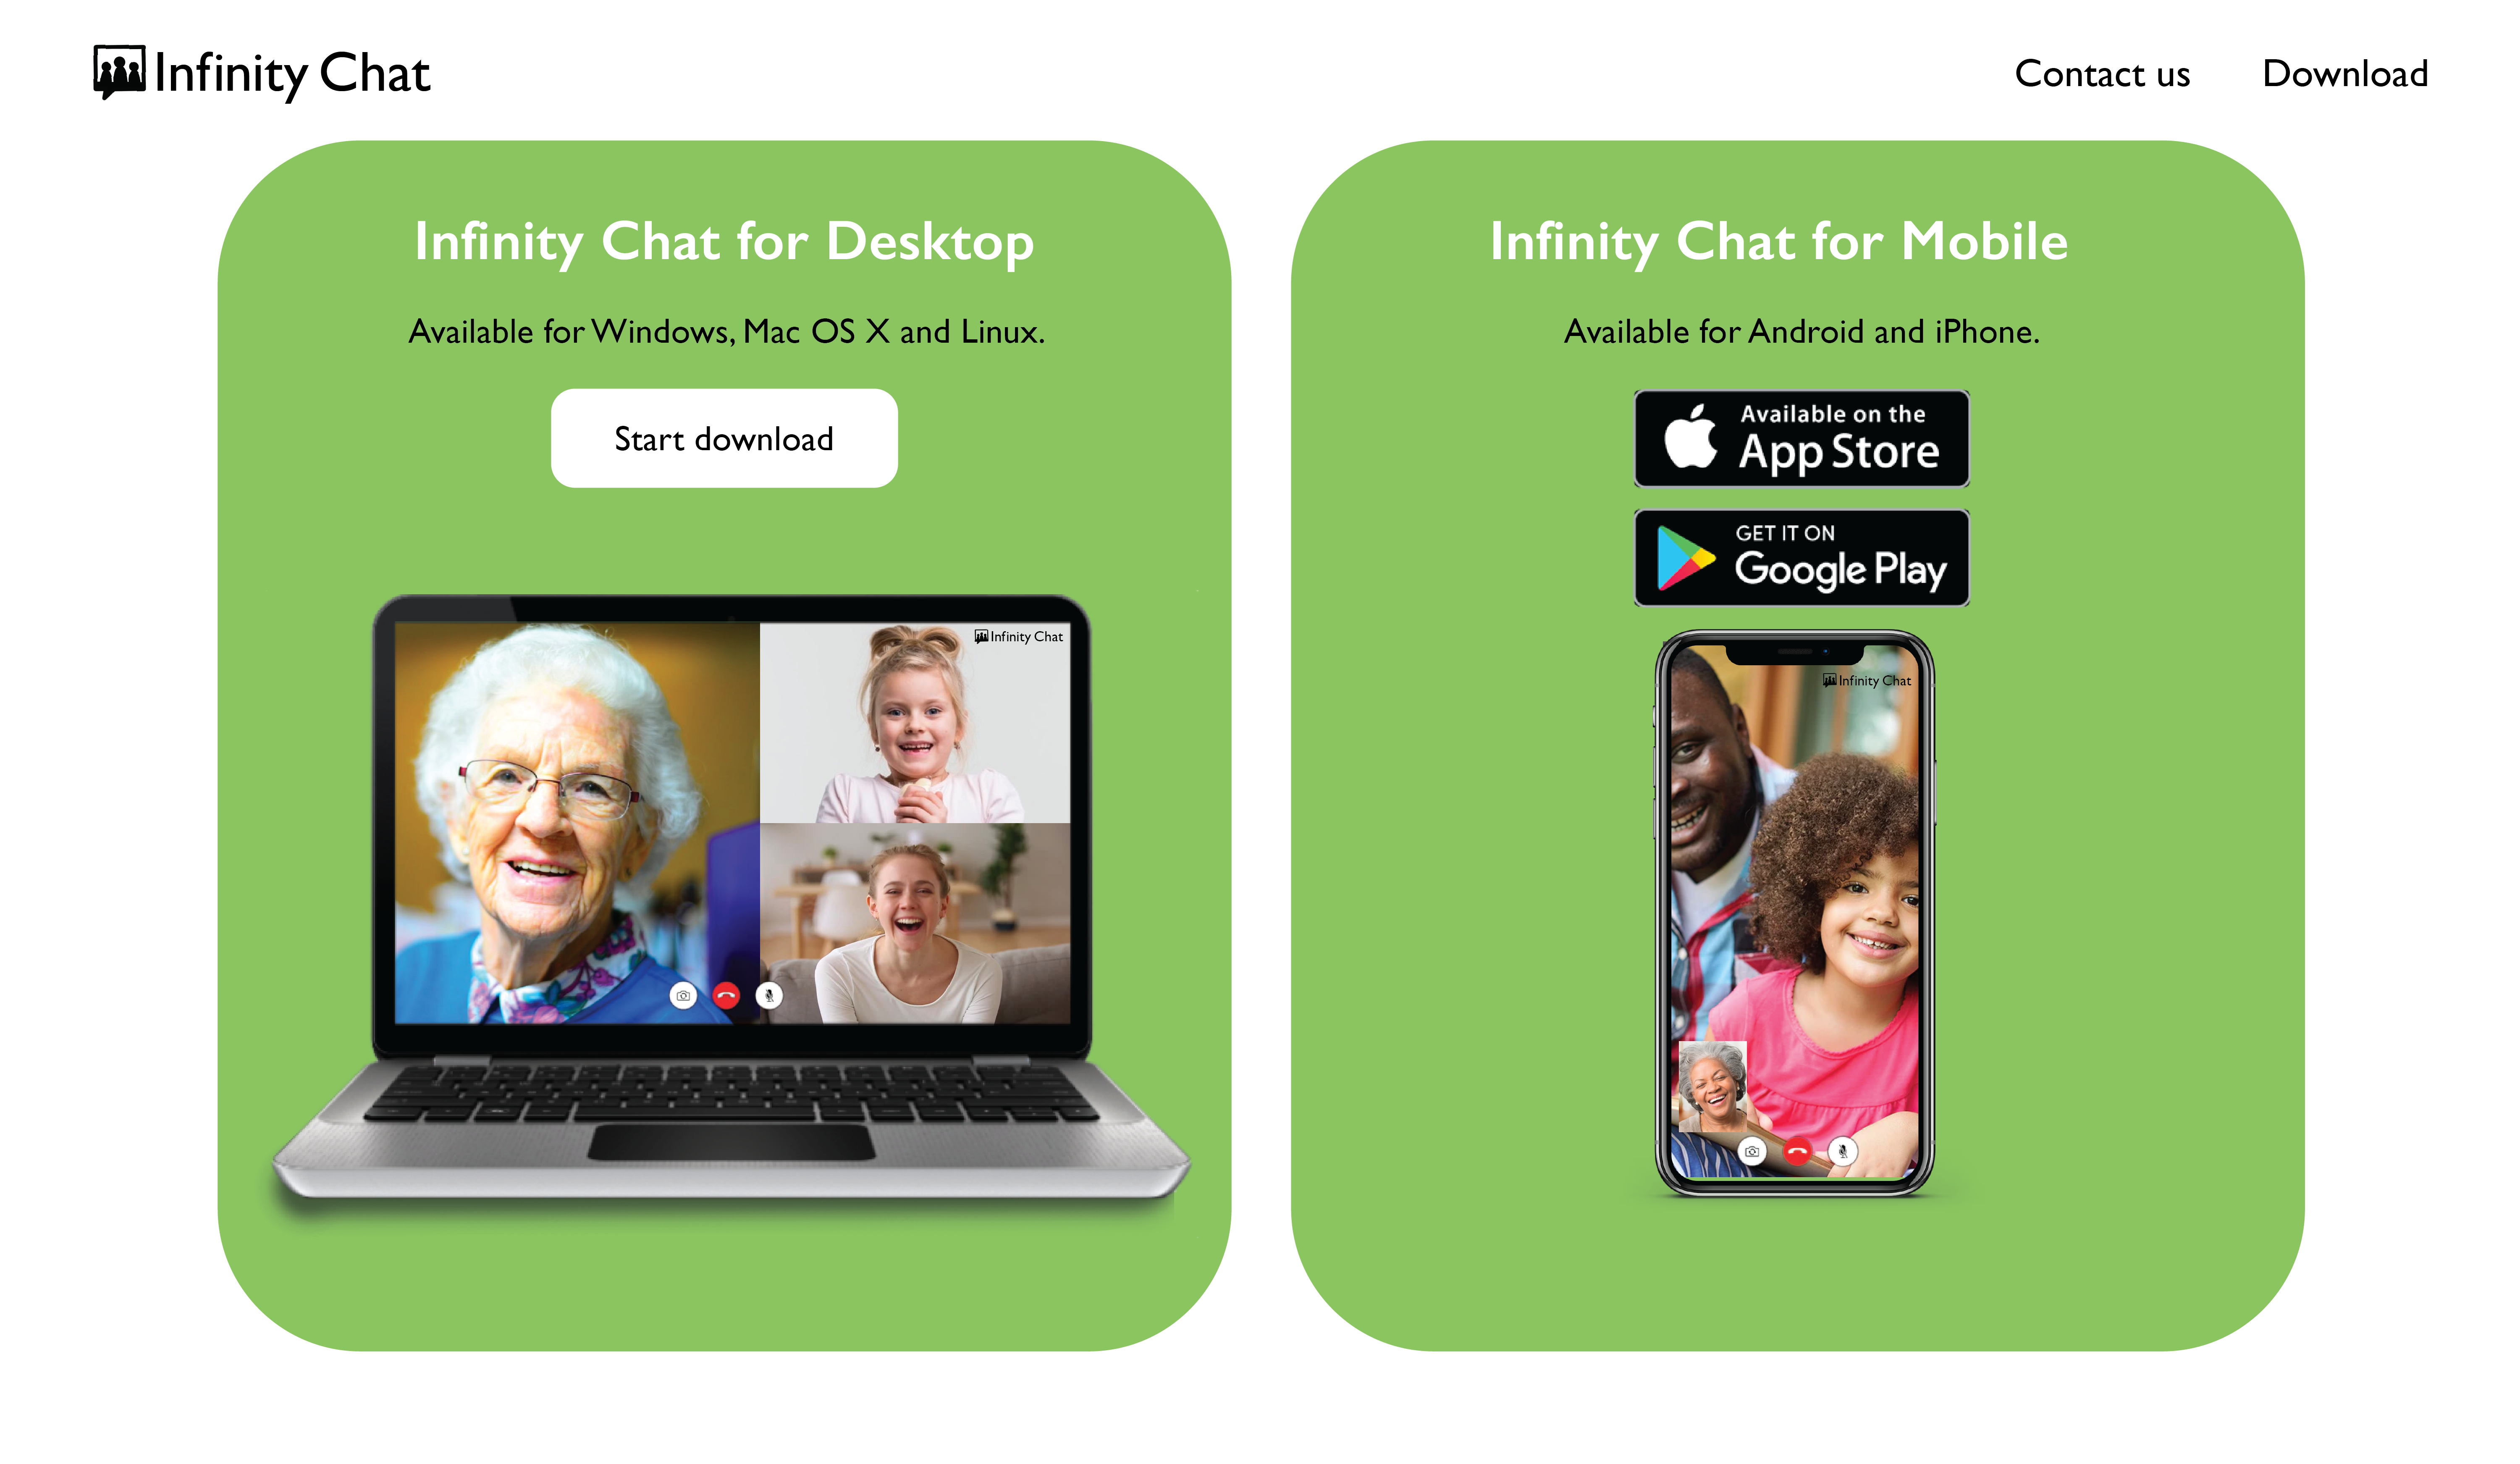 Infinity Chat
Contact us
Download
Infinity Chat for Desktop
Available for Windows, Mac OS X and Linux.
Start download
Infinity Chat
Infinity Chat for Mobile
Available for Android and iPhone.
Available on the
App Store
GET IT ON
Google Play
Infinity Chat